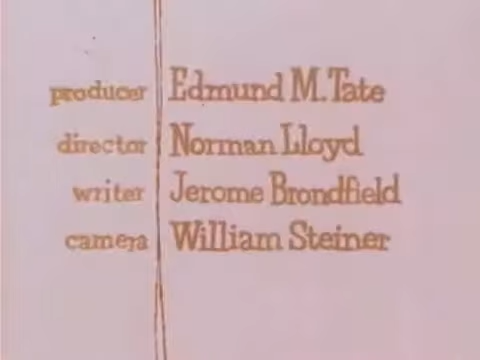 producer Edmund M. Tate
director Norman Lloyd
writer Jerome Brondfield
camera William Steiner